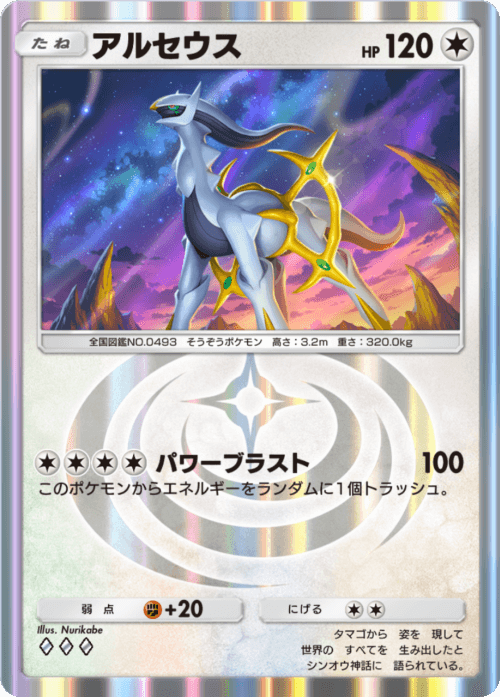 たね アルセウス HP 120
全国図鑑NO.0493 そうぞうポケモン 高さ：3.2m 重さ：320.0kg
パワーブラスト 100
このポケモンからエネルギーをランダムに1個トラッシュ。
弱点 +20 にげる
Illus. Nurikabe
タマゴから 姿を 現して
世界の すべてを 生み出したと
シンオウ神話に 語られている。